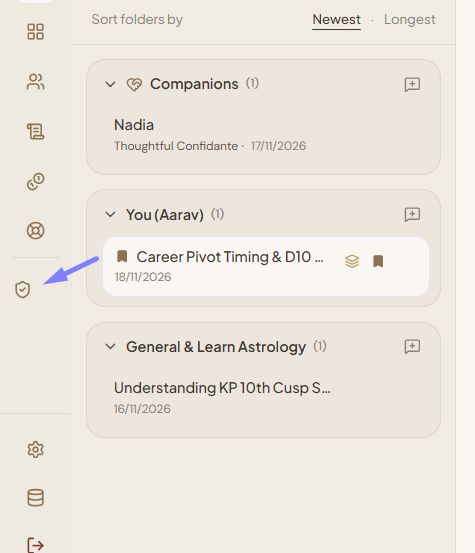 Sort folders by Newest · Longest
Companions (1)
Nadia
Thoughtful Confidante · 17/11/2026
You (Aarav) (1)
Career Pivot Timing & D10 ...
18/11/2026
General & Learn Astrology (1)
Understanding KP 10th Cusp S...
16/11/2026